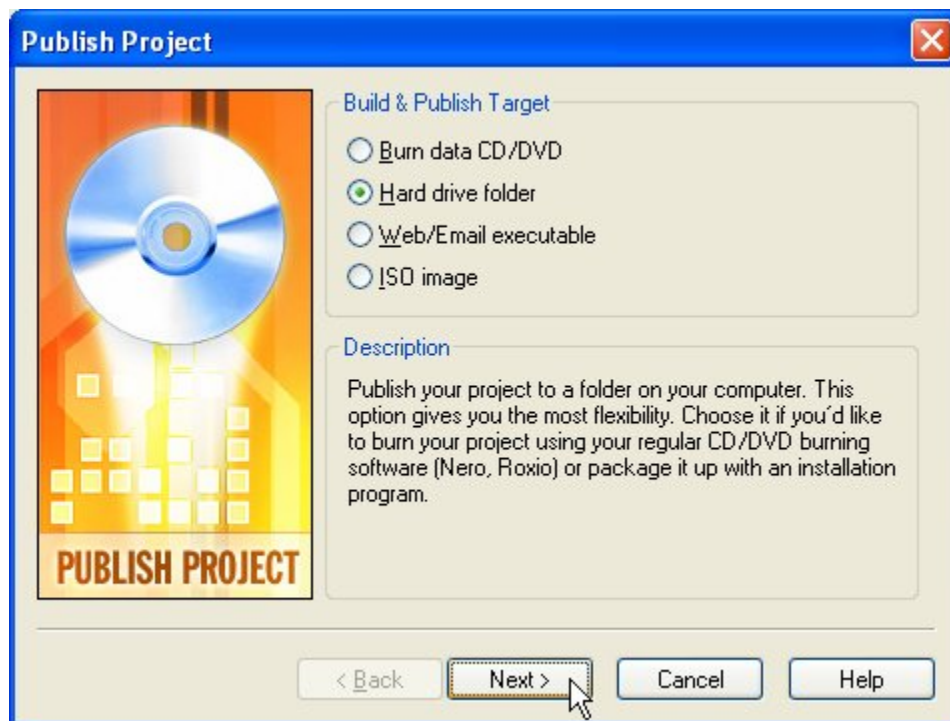 Publish Project
Build & Publish Target
Burn data CD/DVD
Hard drive folder
Web/Email executable
ISO image
Description
Publish your project to a folder on your computer. This
option gives you the most flexibility. Choose it if you´d like
to burn your project using your regular CD/DVD burning
software (Nero, Roxio) or package it up with an installation
program.
PUBLISH PROJECT
< Back
Next >
Cancel
Help